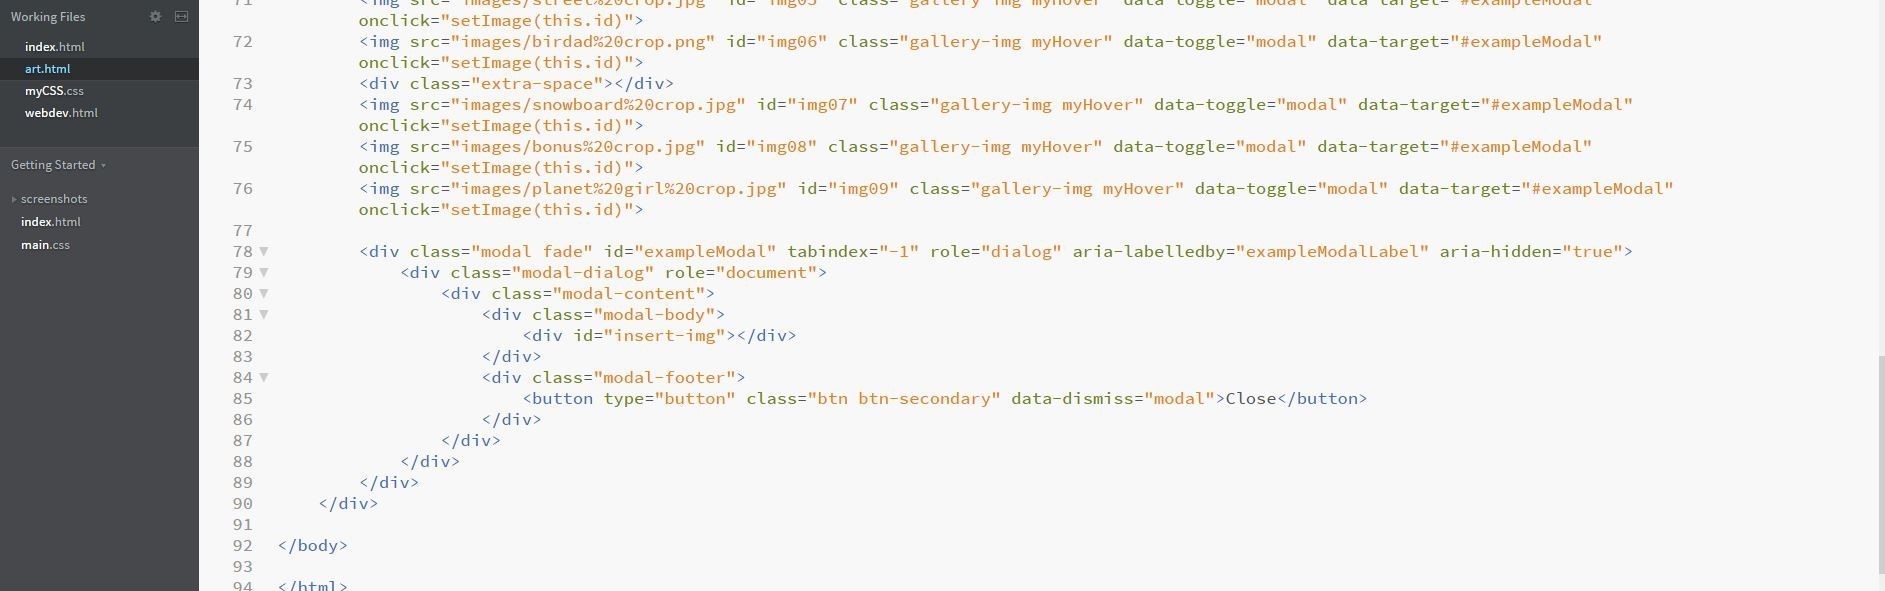 Working Files
index.html
art.html
myCSS.css
webdev.html
Getting Started
screenshots
index.html
main.css
71 <img src="images/street%20crop.jpg" id="img05" class="gallery-img myHover" data-toggle="modal" data-target="#exampleModal"
onclick="setImage(this.id)">
72 <img src="images/birdad%20crop.png" id="img06" class="gallery-img myHover" data-toggle="modal" data-target="#exampleModal"
onclick="setImage(this.id)">
73 <div class="extra-space"></div>
74 <img src="images/snowboard%20crop.jpg" id="img07" class="gallery-img myHover" data-toggle="modal" data-target="#exampleModal"
onclick="setImage(this.id)">
75 <img src="images/bonus%20crop.jpg" id="img08" class="gallery-img myHover" data-toggle="modal" data-target="#exampleModal"
onclick="setImage(this.id)">
76 <img src="images/planet%20girl%20crop.jpg" id="img09" class="gallery-img myHover" data-toggle="modal" data-target="#exampleModal"
onclick="setImage(this.id)">
77
78 <div class="modal fade" id="exampleModal" tabindex="-1" role="dialog" aria-labelledby="exampleModalLabel" aria-hidden="true">
79 <div class="modal-dialog" role="document">
80 <div class="modal-content">
81 <div class="modal-body">
82 <div id="insert-img"></div>
83 </div>
84 <div class="modal-footer">
85 <button type="button" class="btn btn-secondary" data-dismiss="modal">Close</button>
86 </div>
87 </div>
88 </div>
89 </div>
90 </div>
91
92 </body>
93
94 </html>